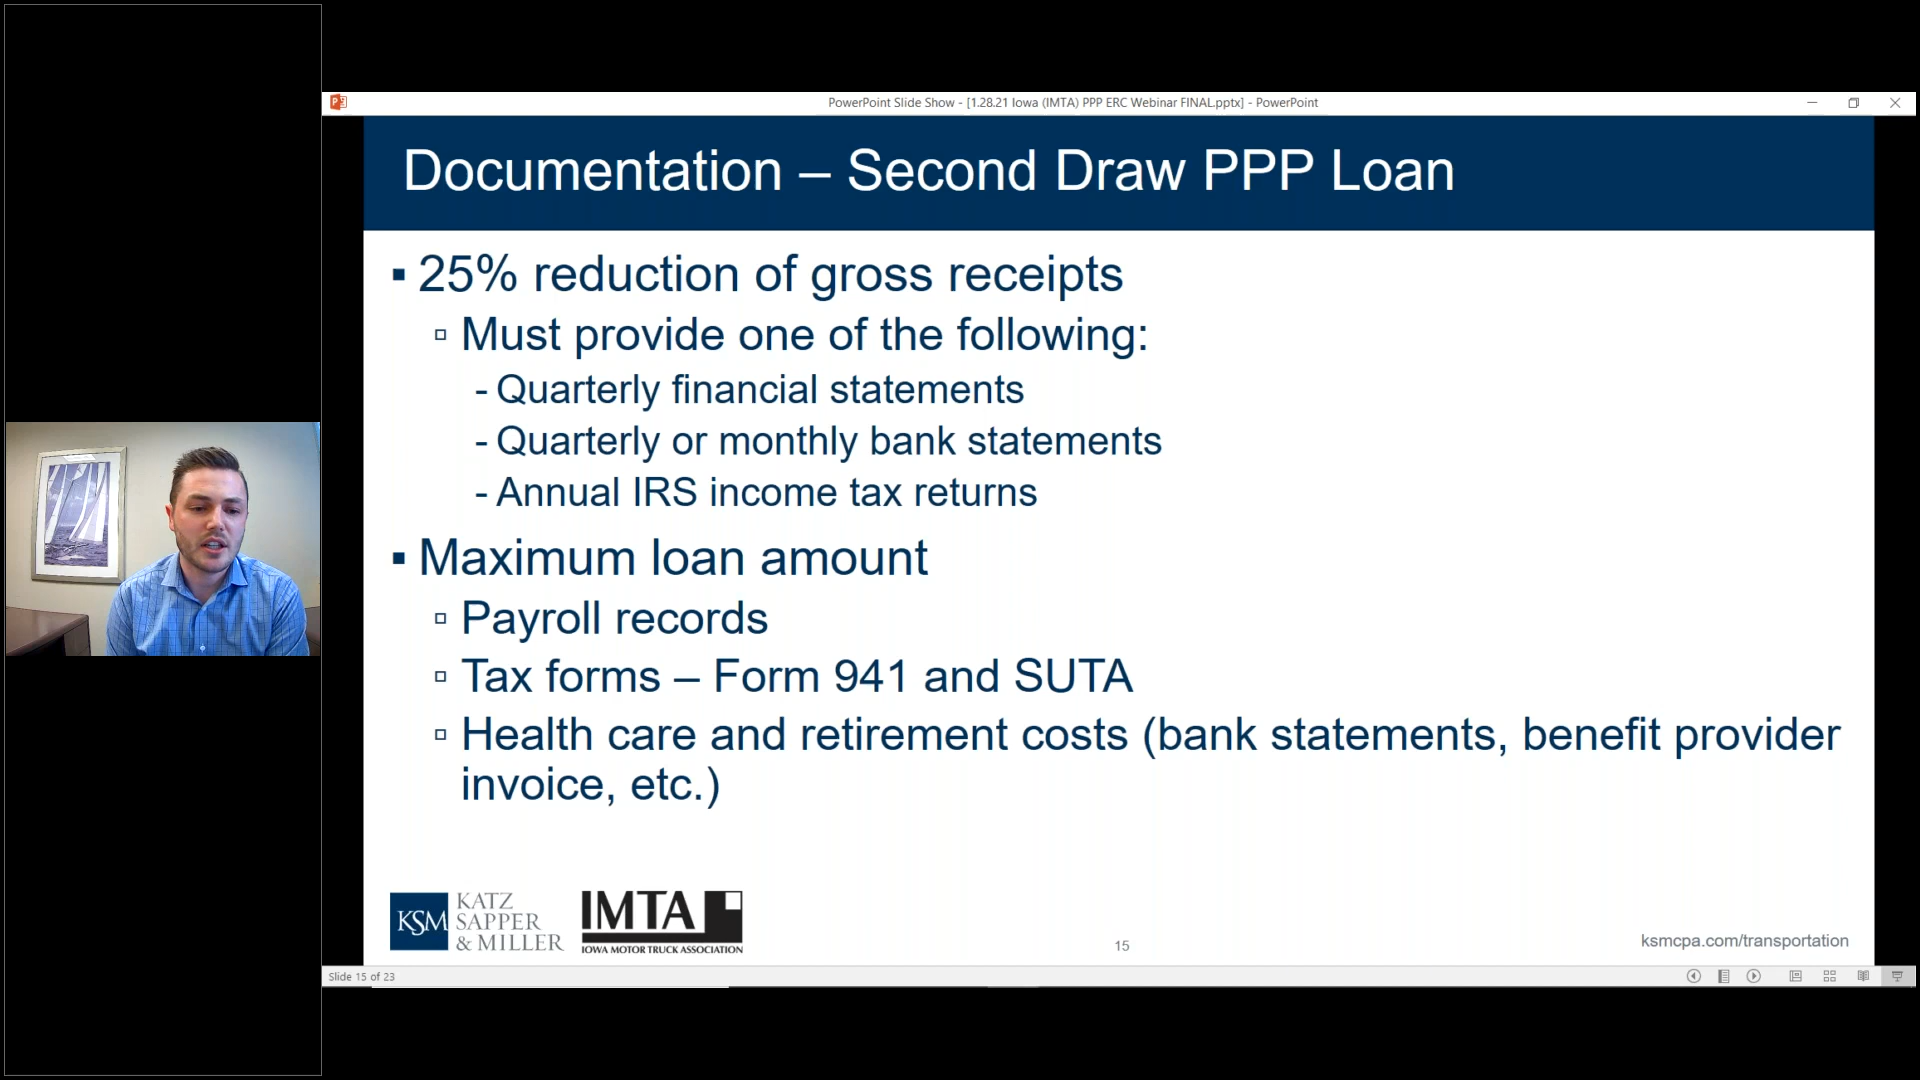 PowerPoint Slide Show - [1.28.21 Iowa (IMTA) PPP ERC Webinar FINAL.pptx] - PowerPoint
Documentation – Second Draw PPP Loan
▪ 25% reduction of gross receipts
▫ Must provide one of the following:
- Quarterly financial statements
- Quarterly or monthly bank statements
- Annual IRS income tax returns
▪ Maximum loan amount
▫ Payroll records
▫ Tax forms – Form 941 and SUTA
▫ Health care and retirement costs (bank statements, benefit provider
invoice, etc.)
KSM
KATZ
SAPPER
& MILLER
IMTA
IOWA MOTOR TRUCK ASSOCIATION
15
ksmcpa.com/transportation
Slide 15 of 23